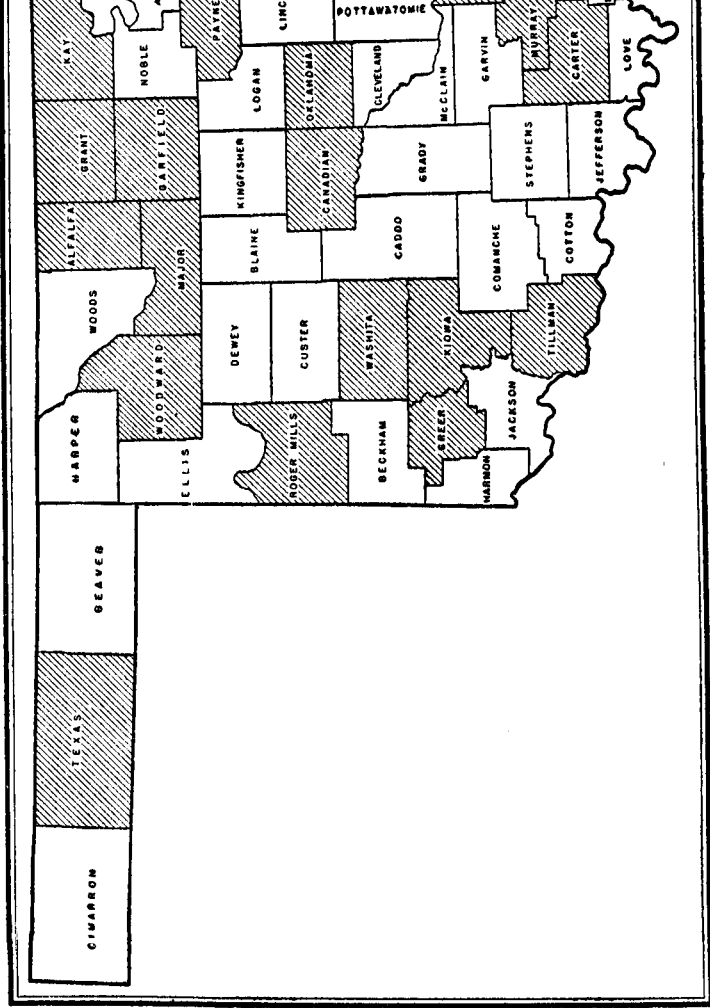 CIMARRON
TEXAS
BEAVER
HARPER
WOODS
ALFALFA
GRANT
KAY
ELLIS
WOODWARD
MAJOR
GARFIELD
NOBLE
PAYNE
ROGER MILLS
DEWEY
BLAINE
KINGFISHER
LOGAN
LINC
CUSTER
CANADIAN
OKLAHOMA
POTTAWATOMIE
BECKHAM
WASHITA
CADDO
GRADY
CLEVELAND
McCLAIN
GREER
KIOWA
COMANCHE
STEPHENS
GARVIN
MURRAY
HARMON
JACKSON
TILLMAN
COTTON
JEFFERSON
CARTER
LOVE